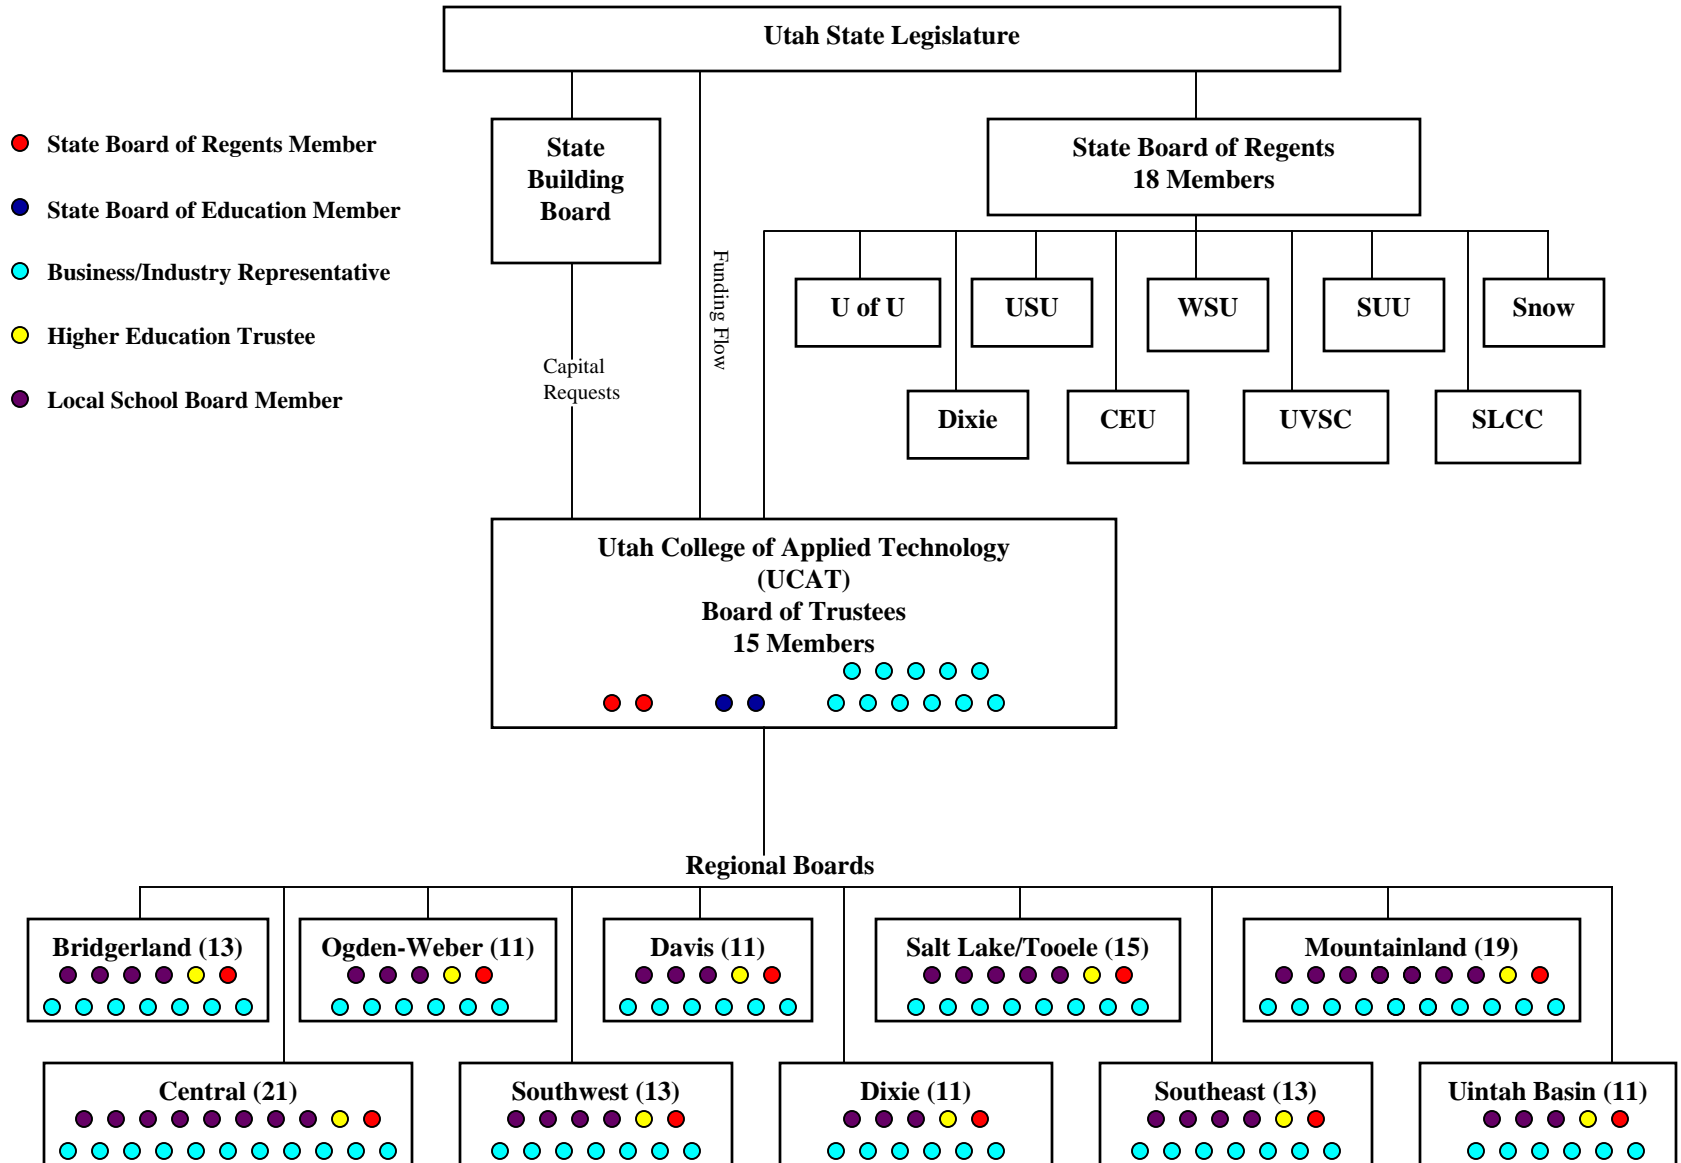 Utah State Legislature
State Board of Regents Member
State Board of Education Member
Business/Industry Representative
Higher Education Trustee
Local School Board Member
State
Building
Board
State Board of Regents
18 Members
Funding Flow
Capital
Requests
U of U
USU
WSU
SUU
Snow
Dixie
CEU
UVSC
SLCC
Utah College of Applied Technology
(UCAT)
Board of Trustees
15 Members
Regional Boards
Bridgerland (13)
Ogden-Weber (11)
Davis (11)
Salt Lake/Tooele (15)
Mountainland (19)
Central (21)
Southwest (13)
Dixie (11)
Southeast (13)
Uintah Basin (11)